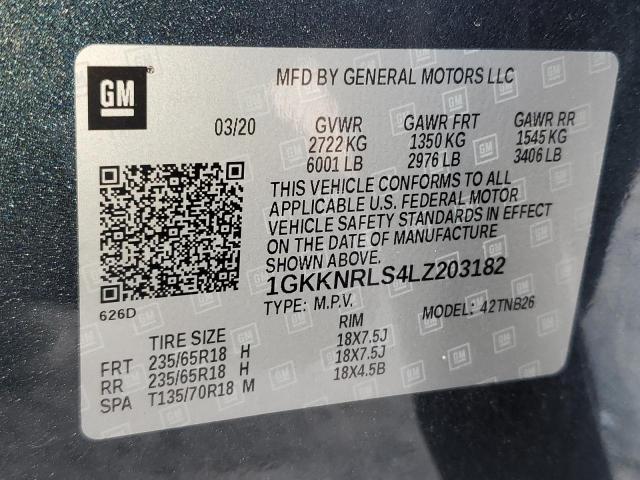 GM
MFD BY GENERAL MOTORS LLC
03/20 GVWR GAWR FRT GAWR RR
2722 KG 1350 KG 1545 KG
6001 LB 2976 LB 3406 LB
THIS VEHICLE CONFORMS TO ALL
APPLICABLE U.S. FEDERAL MOTOR
VEHICLE SAFETY STANDARDS IN EFFECT
ON THE DATE OF MANUFACTURE
SHOWN ABOVE.
1GKKNRLS4LZ203182
626D
TYPE: M.P.V. MODEL: 42TNB26
TIRE SIZE RIM
FRT 235/65R18 H 18X7.5J
RR 235/65R18 H 18X7.5J
SPA T135/70R18 M 18X4.5B